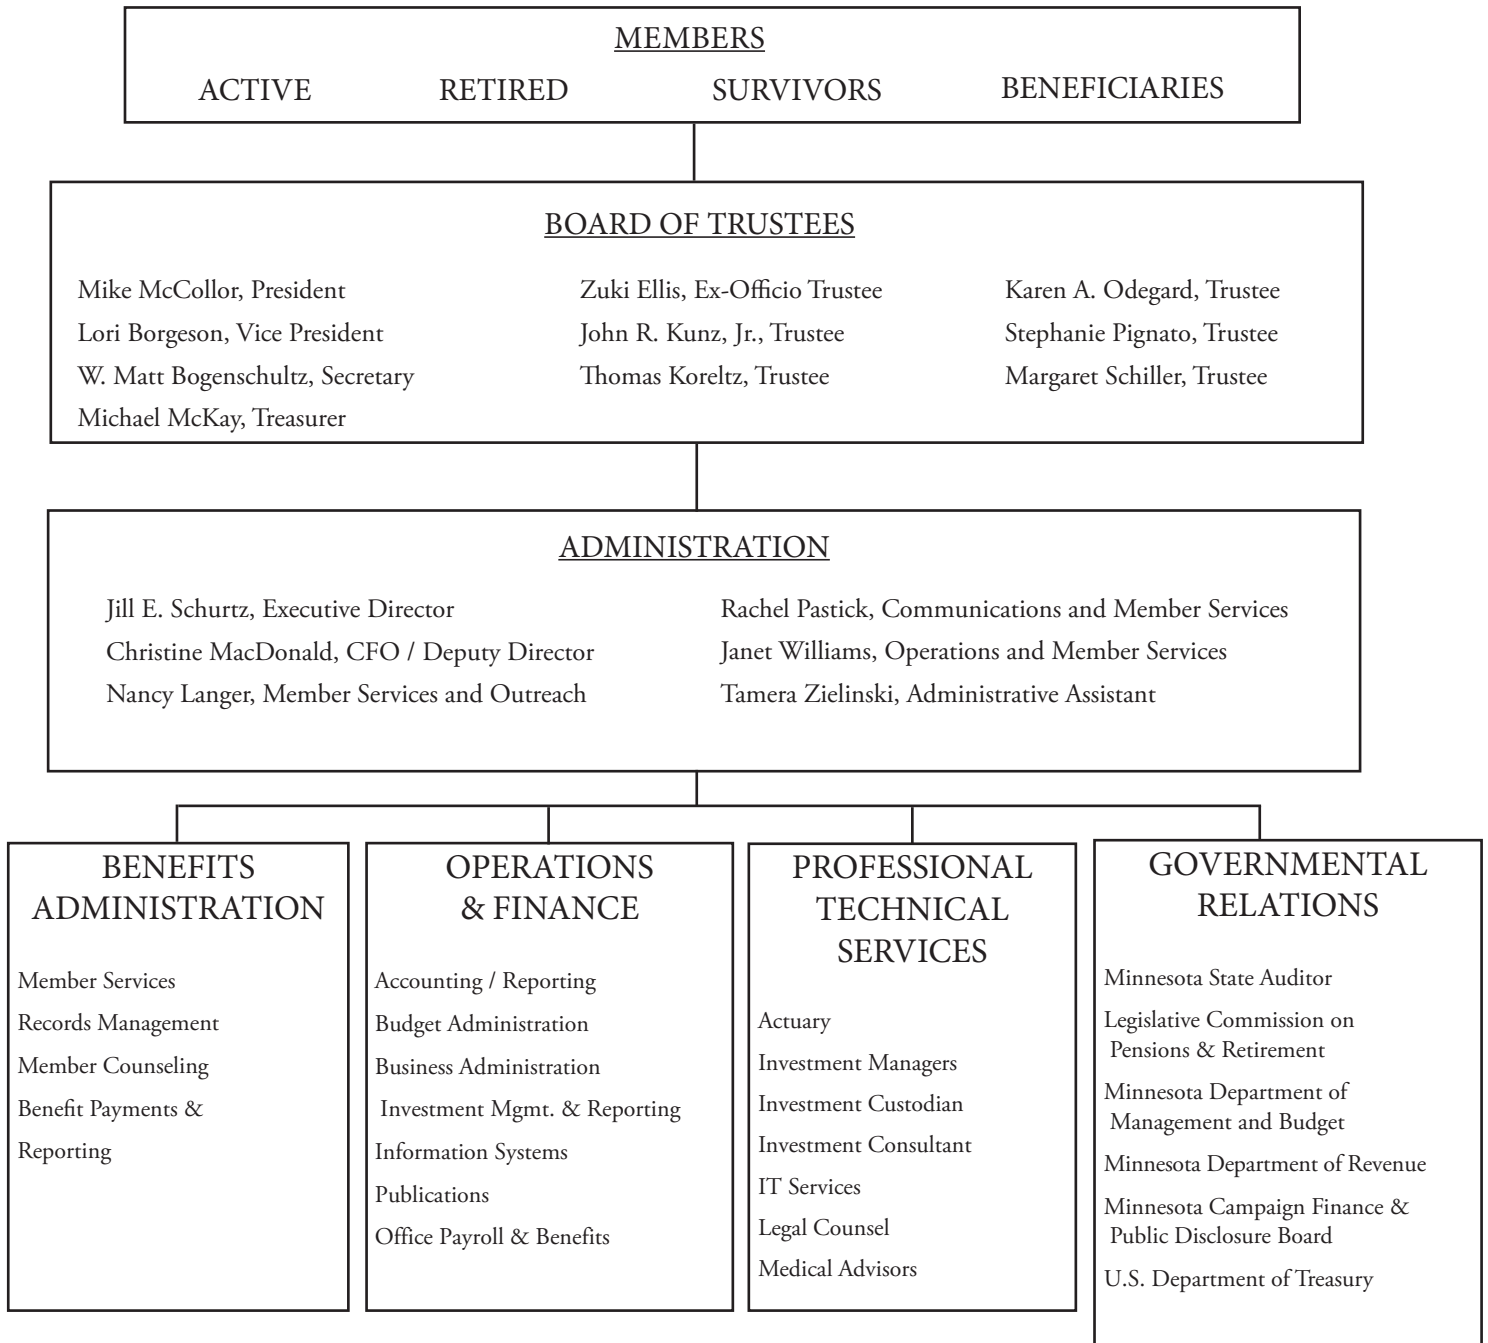 MEMBERS
ACTIVE RETIRED SURVIVORS BENEFICIARIES
BOARD OF TRUSTEES
Mike McCollor, President
Lori Borgeson, Vice President
W. Matt Bogenschultz, Secretary
Michael McKay, Treasurer
Zuki Ellis, Ex-Officio Trustee
John R. Kunz, Jr., Trustee
Thomas Koreltz, Trustee
Karen A. Odegard, Trustee
Stephanie Pignato, Trustee
Margaret Schiller, Trustee
ADMINISTRATION
Jill E. Schurtz, Executive Director
Christine MacDonald, CFO / Deputy Director
Nancy Langer, Member Services and Outreach
Rachel Pastick, Communications and Member Services
Janet Williams, Operations and Member Services
Tamera Zielinski, Administrative Assistant
BENEFITS
ADMINISTRATION
Member Services
Records Management
Member Counseling
Benefit Payments &
Reporting
OPERATIONS
& FINANCE
Accounting / Reporting
Budget Administration
Business Administration
Investment Mgmt. & Reporting
Information Systems
Publications
Office Payroll & Benefits
PROFESSIONAL
TECHNICAL
SERVICES
Actuary
Investment Managers
Investment Custodian
Investment Consultant
IT Services
Legal Counsel
Medical Advisors
GOVERNMENTAL
RELATIONS
Minnesota State Auditor
Legislative Commission on
Pensions & Retirement
Minnesota Department of
Management and Budget
Minnesota Department of Revenue
Minnesota Campaign Finance &
Public Disclosure Board
U.S. Department of Treasury